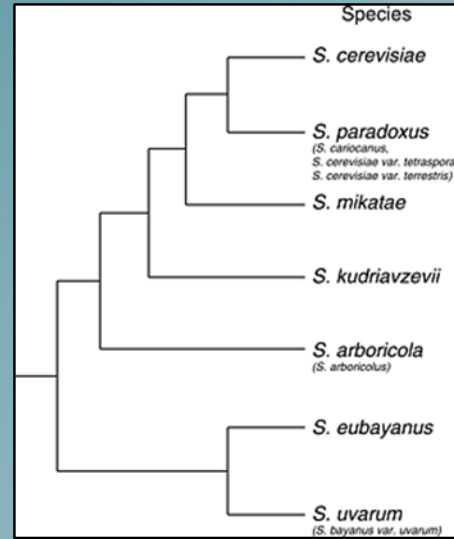 Species
S. cerevisiae
S. paradoxus
(S. cariocanus,
S. cerevisiae var. tetraspora
S. cerevisiae var. terrestris)
S. mikatae
S. kudriavzevii
S. arboricola
(S. arboricolus)
S. eubayanus
S. uvarum
(S. bayanus var. uvarum)